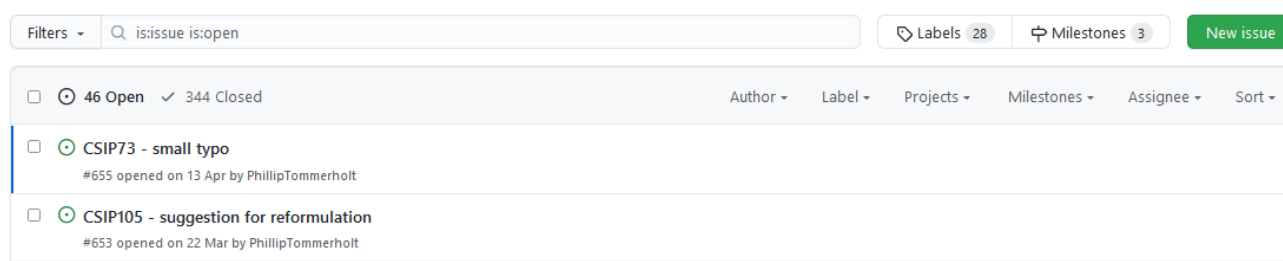 Filters is:issue is:open Labels 28 Milestones 3 New issue
46 Open 344 Closed Author Label Projects Milestones Assignee Sort
CSIP73 - small typo
#655 opened on 13 Apr by PhillipTommerholt
CSIP105 - suggestion for reformulation
#653 opened on 22 Mar by PhillipTommerholt